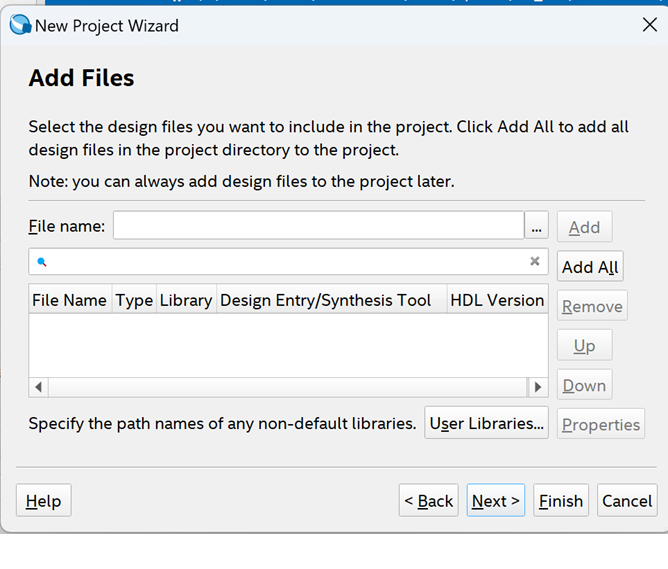 New Project Wizard
Add Files
Select the design files you want to include in the project. Click Add All to add all
design files in the project directory to the project.
Note: you can always add design files to the project later.
File name: ... Add
Add All
File Name Type Library Design Entry/Synthesis Tool HDL Version
Remove
Up
Down
Specify the path names of any non-default libraries. User Libraries... Properties
Help < Back Next > Finish Cancel